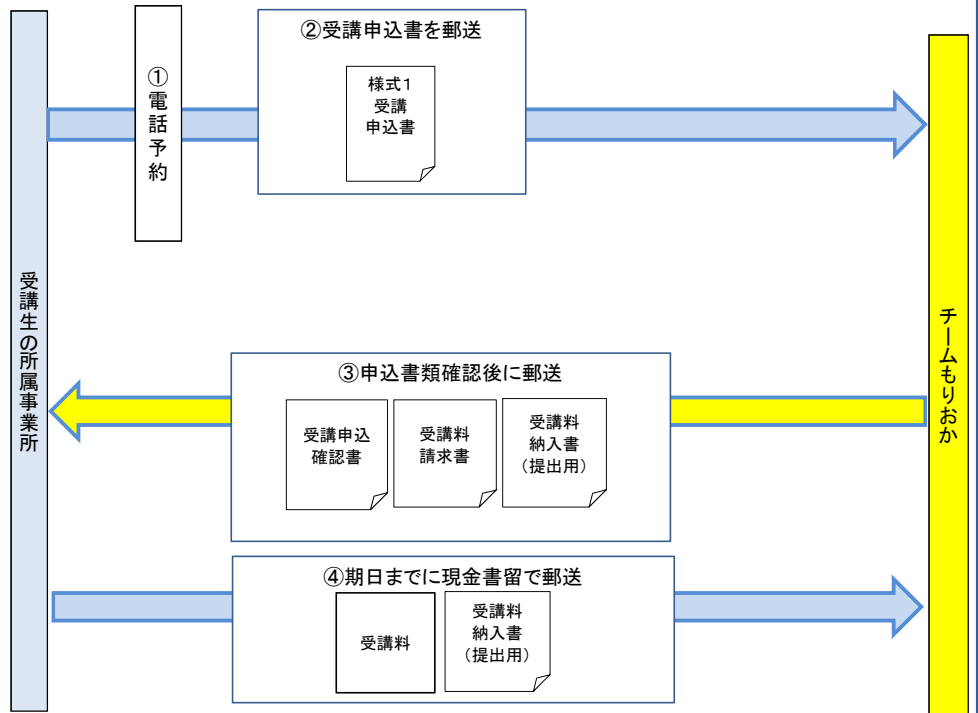 受講生の所属事業所
①電話予約
②受講申込書を郵送
様式1
受講
申込書
チームもりおか
③申込書類確認後に郵送
受講申込
確認書
受講料
請求書
受講料
納入書
(提出用)
④期日までに現金書留で郵送
受講料
受講料
納入書
(提出用)